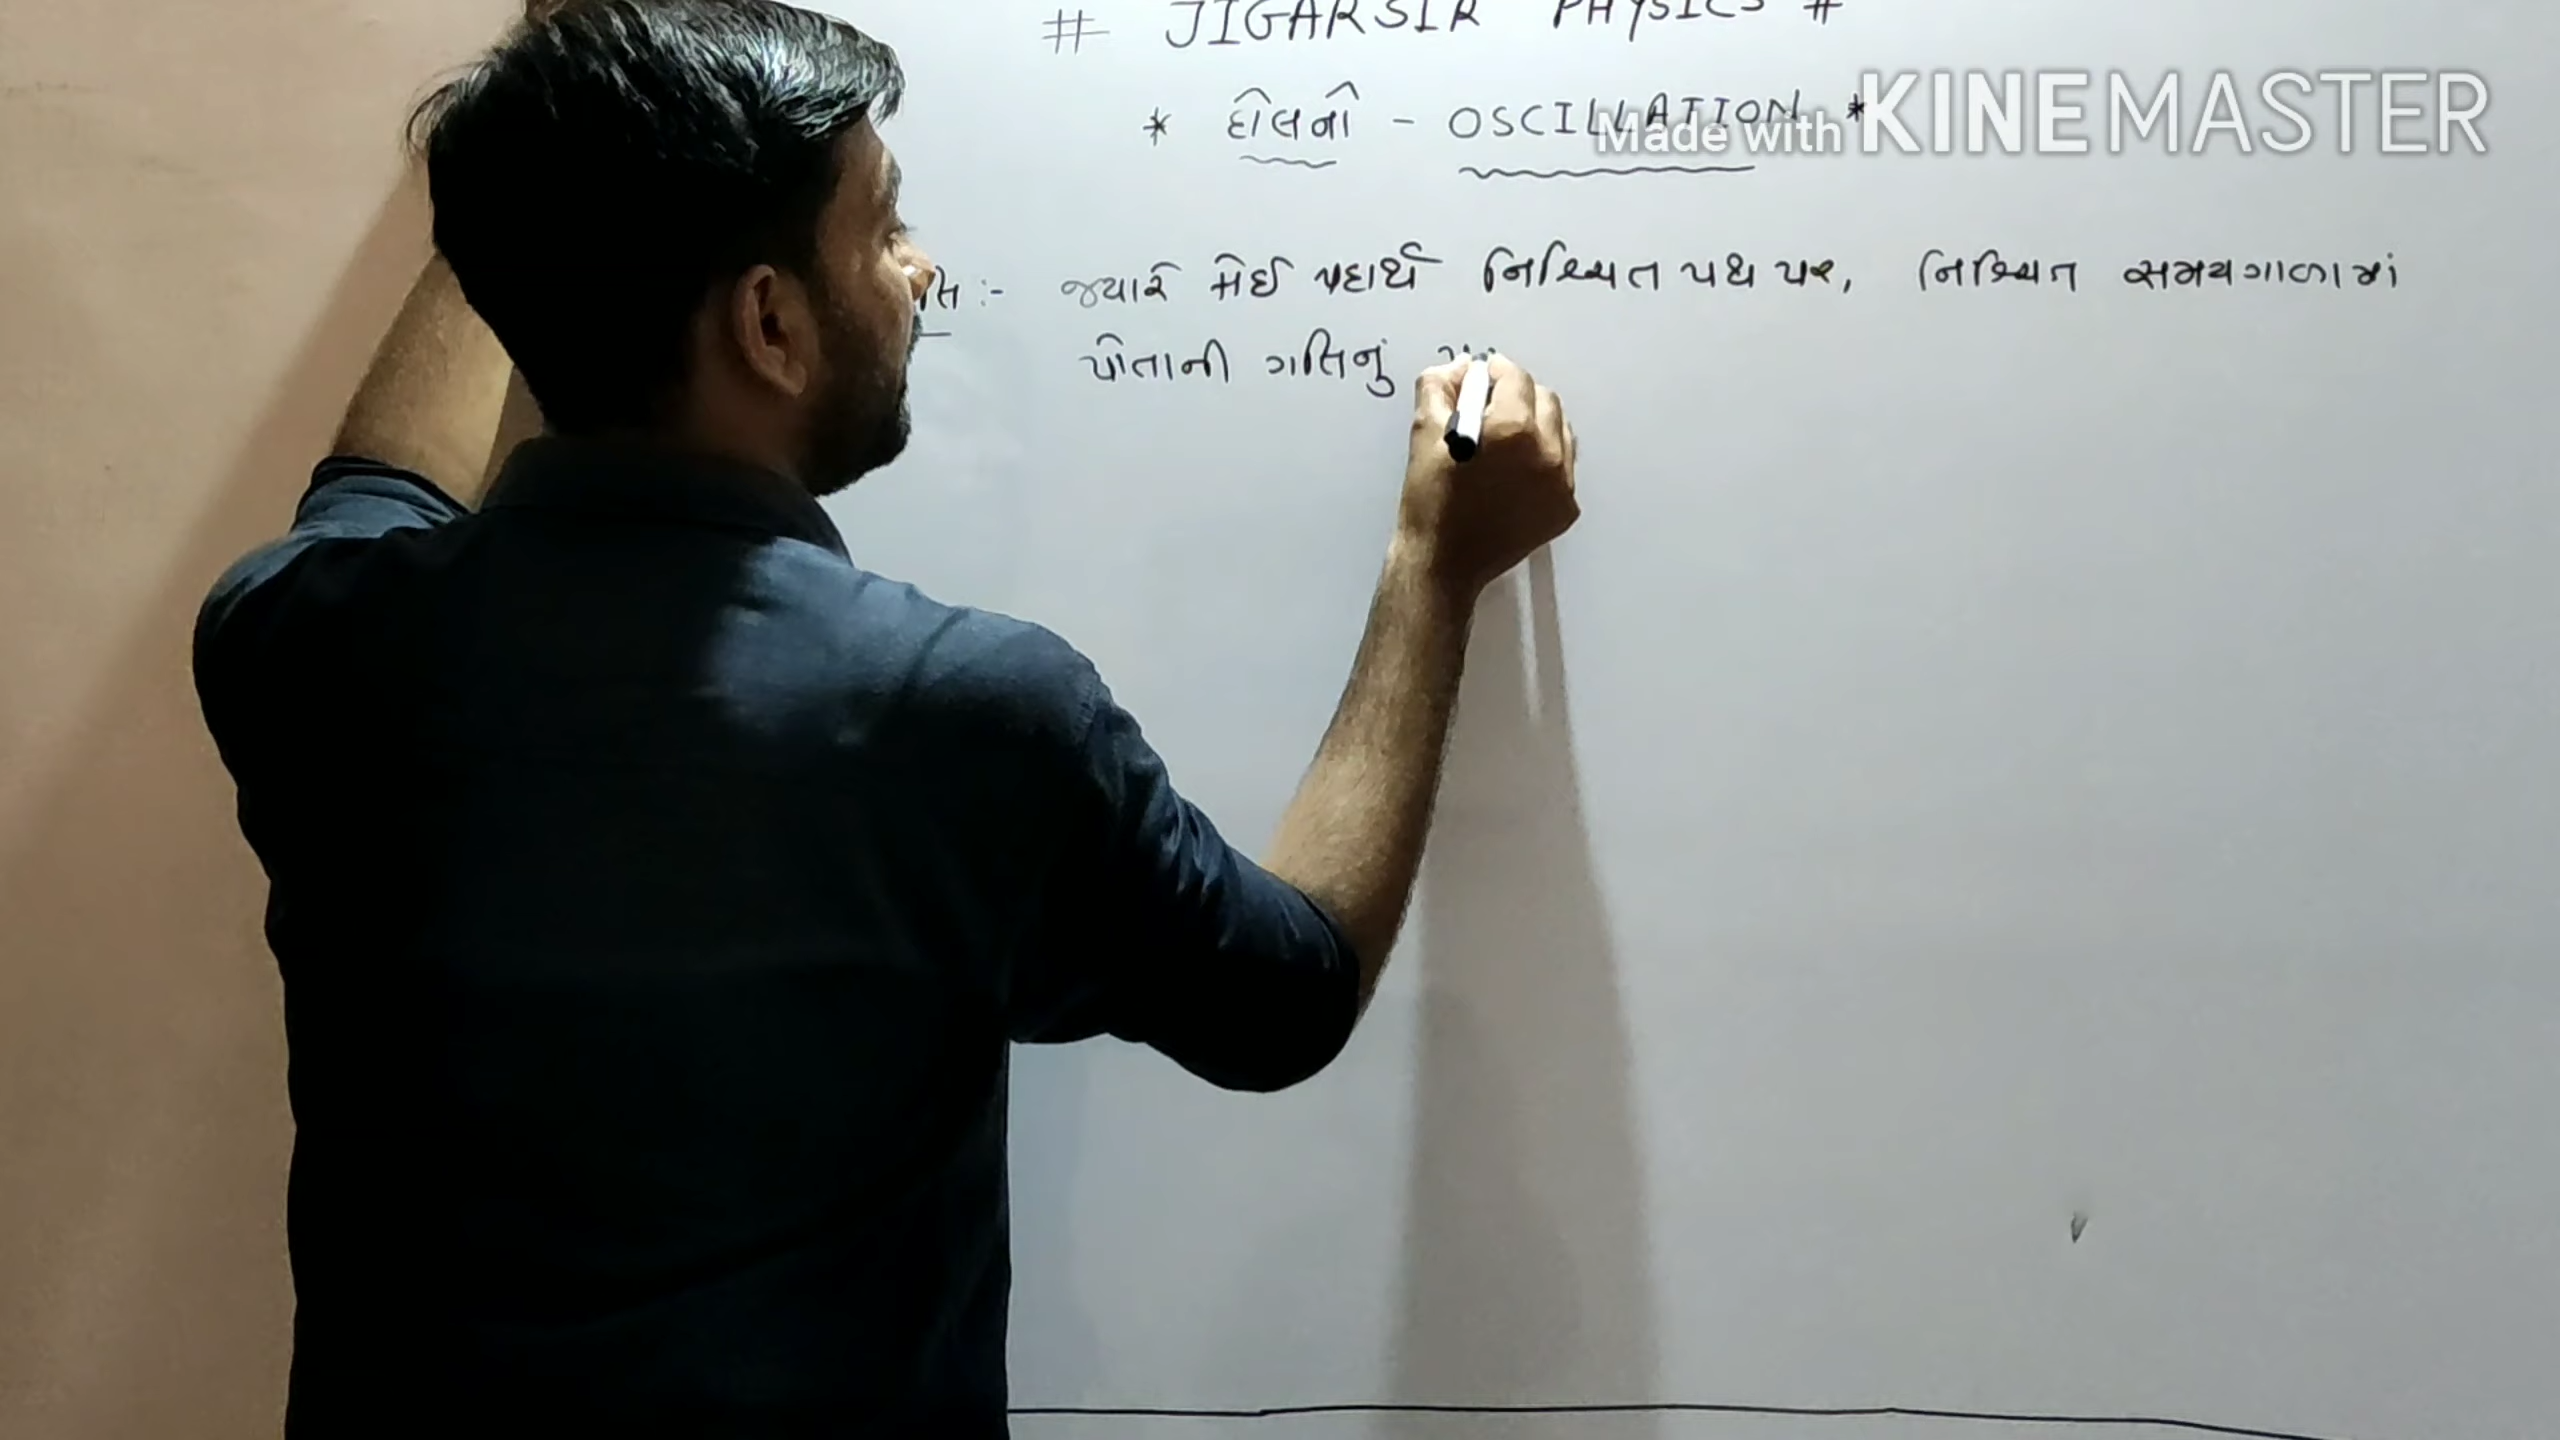 # JIGARSIR PHYSICS #
* દોલનો - OSCILLATION *
Made with KINEMASTER
તિ :- જ્યારે કોઈ પદાર્થ નિશ્ચિત પથ પર, નિશ્ચિત સમયગાળામાં
પોતાની ગતિનું